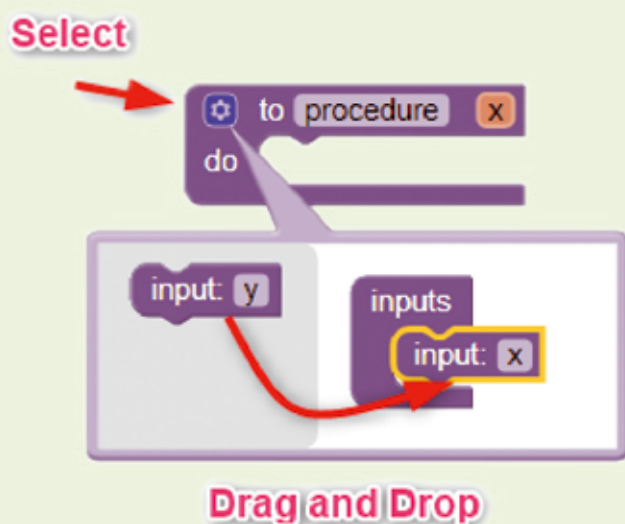 Select
to procedure x
do
input: y
inputs
input: x
Drag and Drop